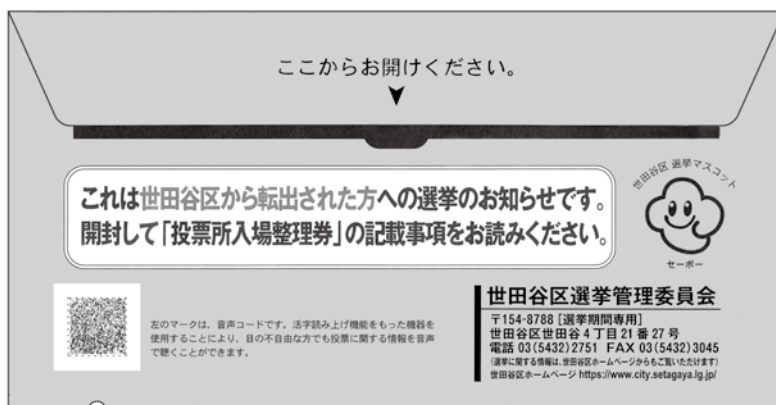 ここからお開けください。
これは世田谷区から転出された方への選挙のお知らせです。
開封して「投票所入場整理券」の記載事項をお読みください。
世田谷区 選挙マスコット
セーボー
左のマークは、音声コードです。活字読み上げ機能をもった機器を
使用することにより、目の不自由な方でも投票に関する情報を音声
で聴くことができます。
世田谷区選挙管理委員会
〒154-8788 [選挙期間専用]
世田谷区世田谷4丁目21番27号
電話 03(5432)2751 FAX 03(5432)3045
(選挙に関する情報は、世田谷区ホームページからもご覧いただけます)
世田谷区ホームページ https://www.city.setagaya.lg.jp/